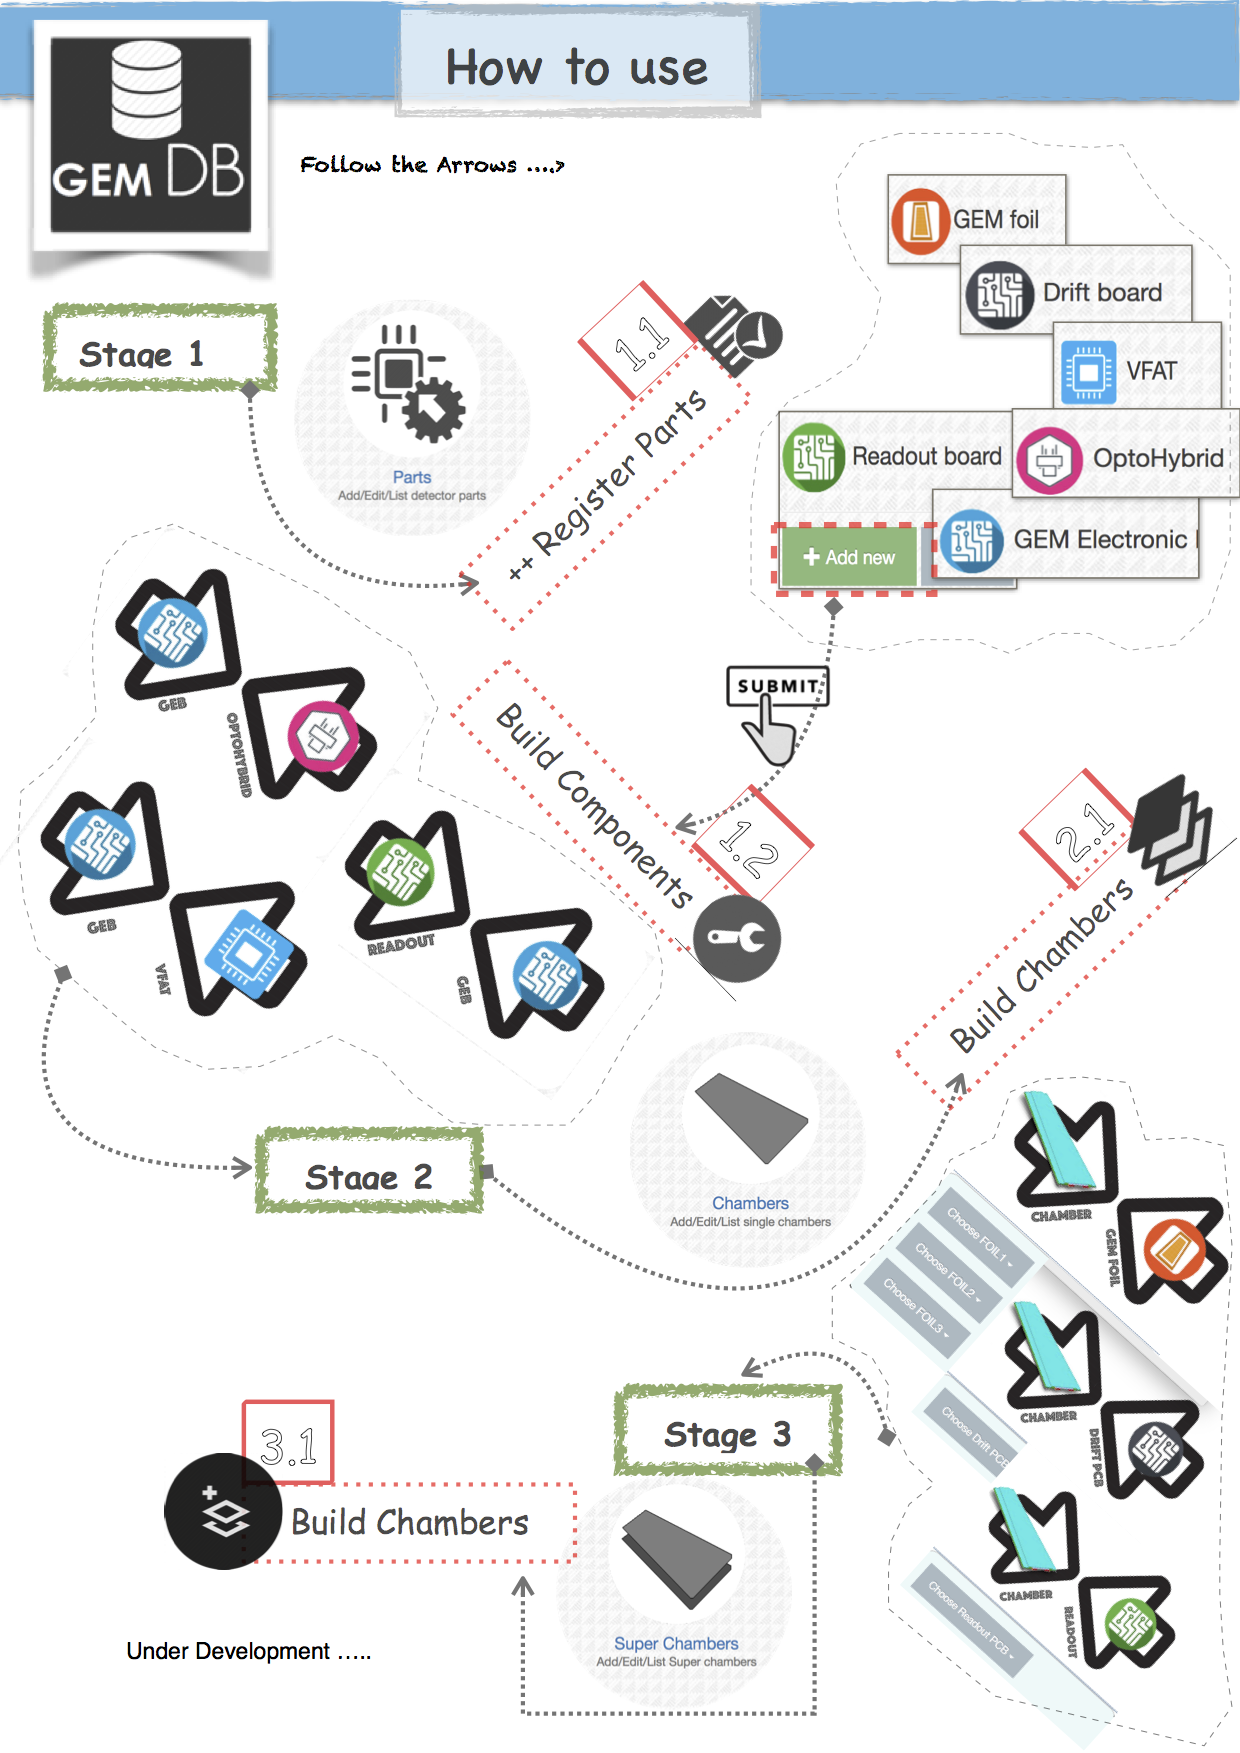 How to use
GEM DB
Follow the Arrows ....>
GEM foil
Drift board
VFAT
Readout board
OptoHybrid
GEM Electronic
+ Add new
Stage 1
Parts
Add/Edit/List detector parts
1.1
++ Register Parts
SUBMIT
Build Components
1.2
GEB
OPTOHYBRID
GEB
VFAT
READOUT
GEB
2.1
Build Chambers
Stage 2
Chambers
Add/Edit/List single chambers
CHAMBER
GEM FOIL
Choose FOIL1
Choose FOIL2
Choose FOIL3
CHAMBER
DRIFT PCB
Choose Drift PCB
CHAMBER
READOUT
Choose Readout PCB
Stage 3
3.1
Build Chambers
Super Chambers
Add/Edit/List Super chambers
Under Development .....